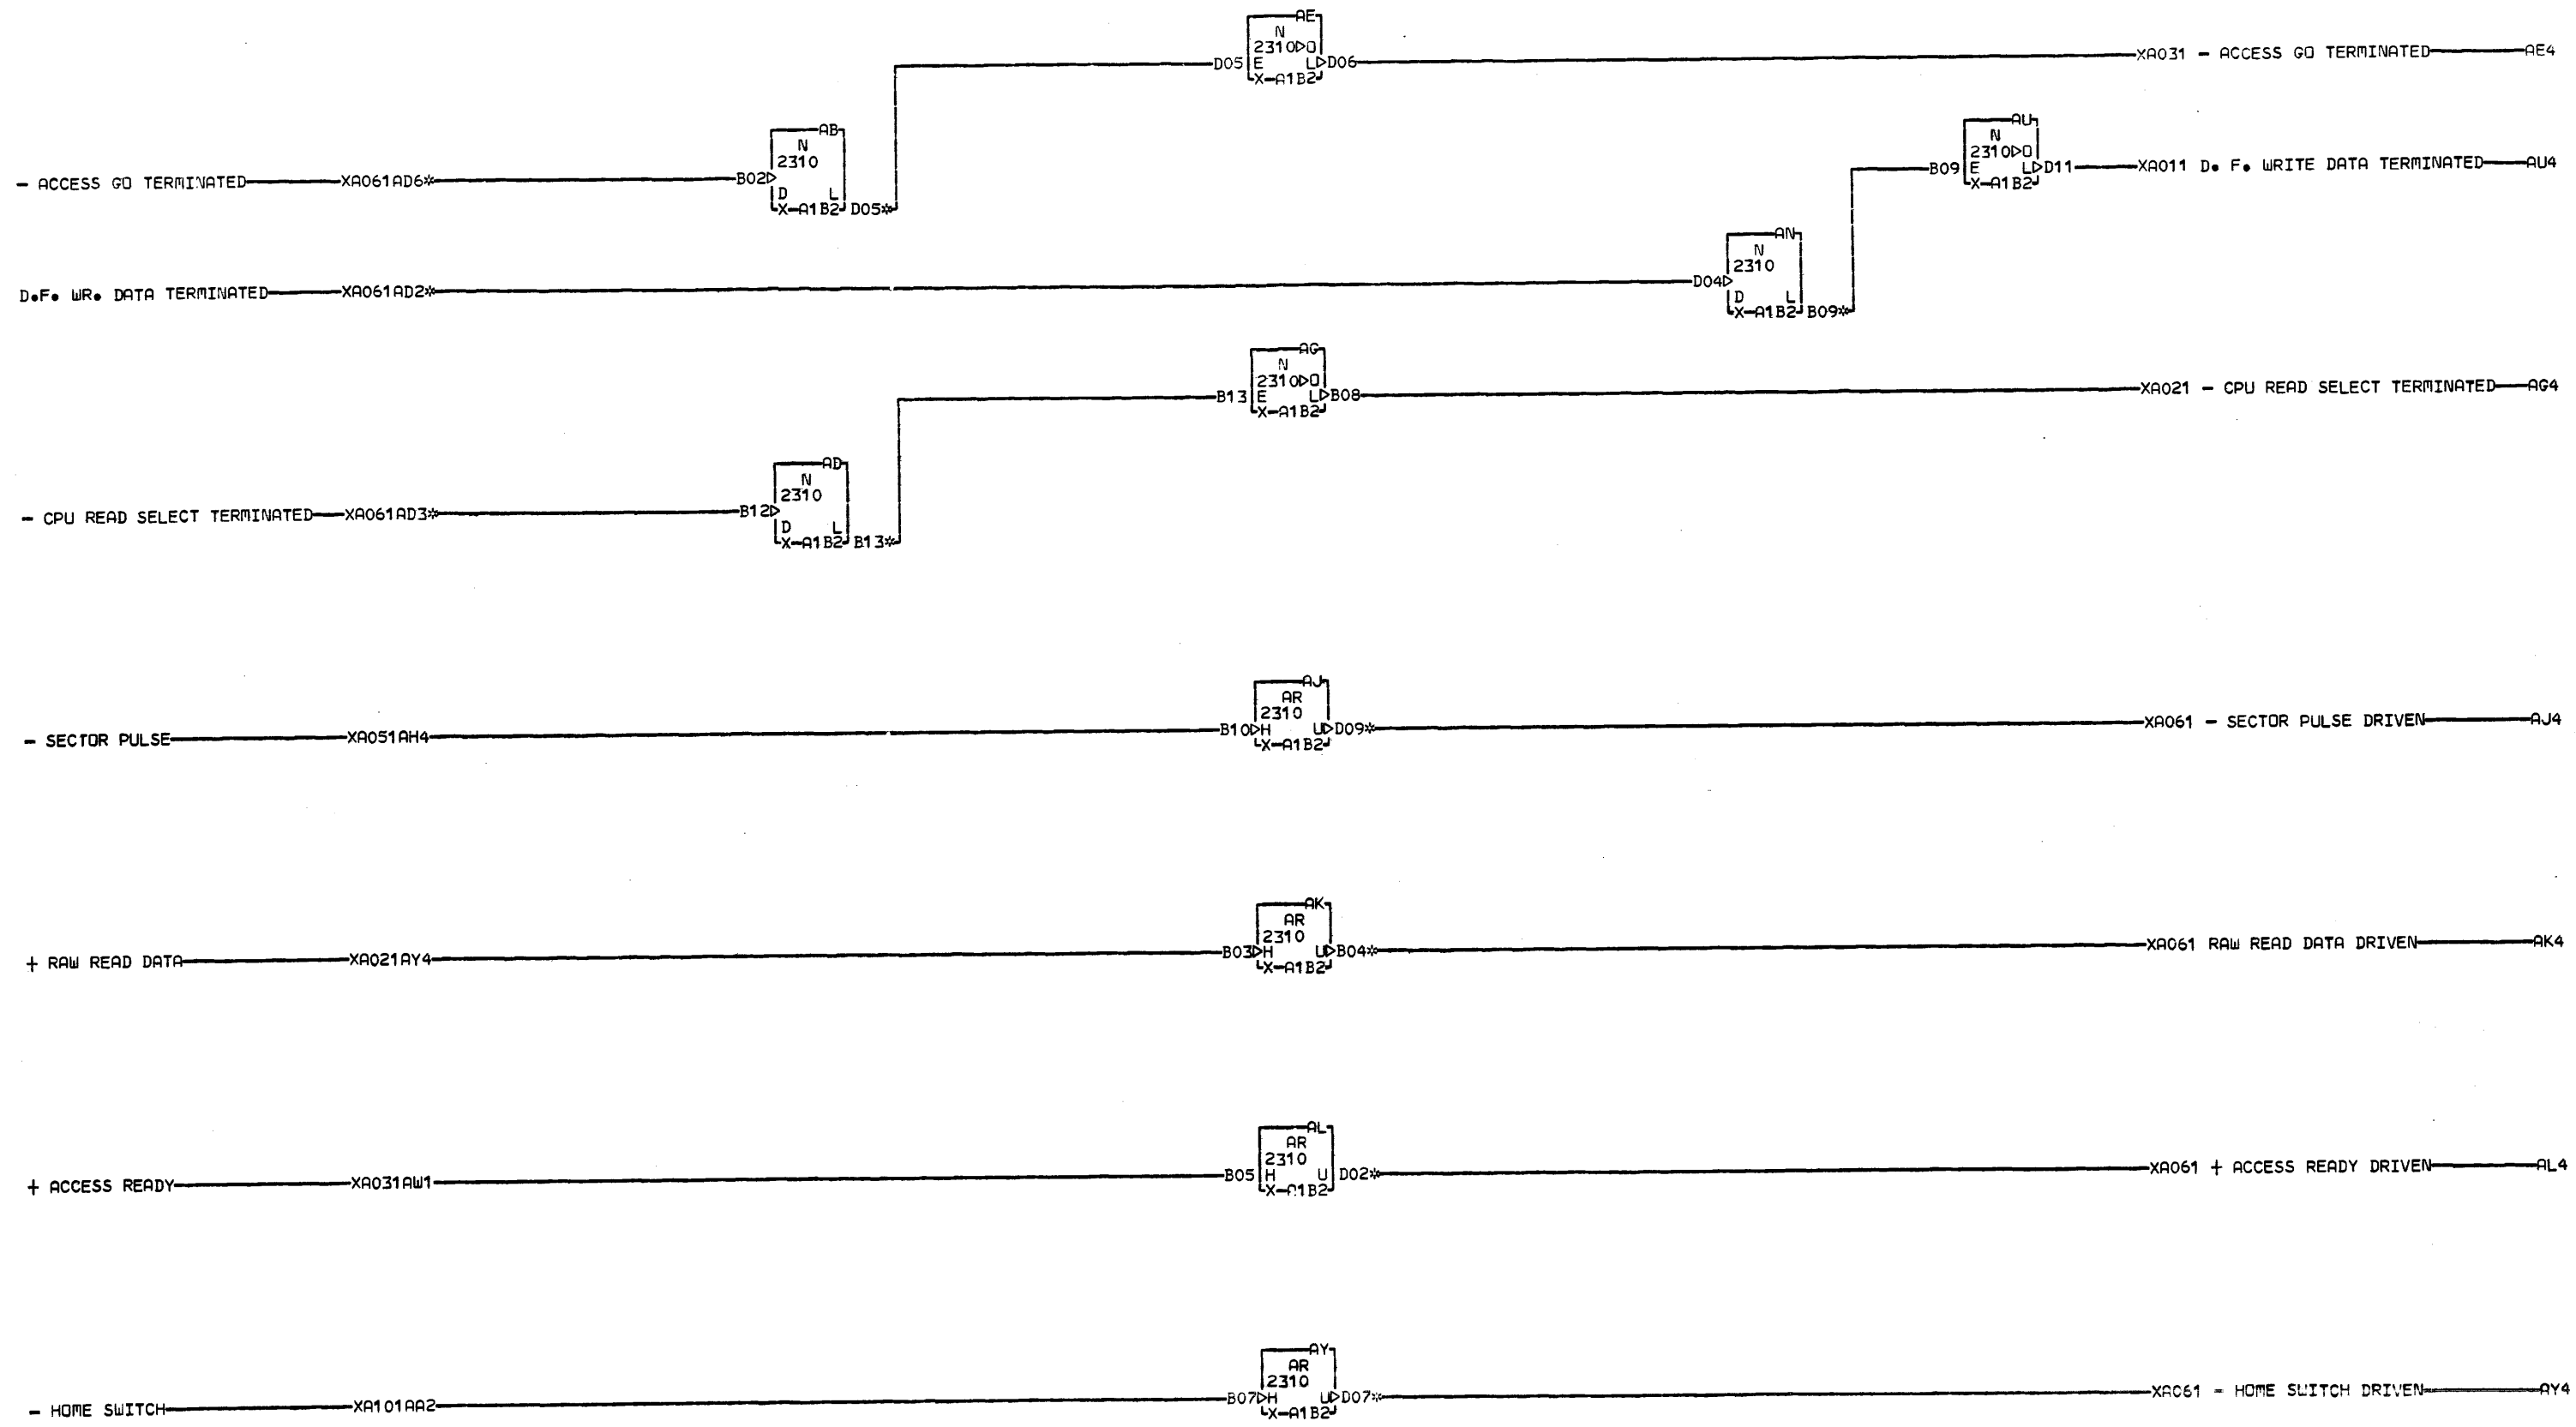 AE
N
2310 O
D05 E L D06 XA031 - ACCESS GO TERMINATED AE4
X-A1B2
AB
N
2310
- ACCESS GO TERMINATED XA061AD6* B02
D L
X-A1B2 D05*
AU
N
2310 O
B09 E L D11 XA011 D. F. WRITE DATA TERMINATED AU4
X-A1B2
AN
N
2310
D.F. WR. DATA TERMINATED XA061AD2* D04
D L
X-A1B2 B09*
AG
N
2310 O
B13 E L B08 XA021 - CPU READ SELECT TERMINATED AG4
X-A1B2
AD
N
2310
- CPU READ SELECT TERMINATED XA061AD3* B12
D L
X-A1B2 B13*
AJ
AR
2310
- SECTOR PULSE XA051AH4 B10 H U D09* XA061 - SECTOR PULSE DRIVEN AJ4
X-A1B2
AK
AR
2310
+ RAW READ DATA XA021AY4 B03 H U B04* XA061 RAW READ DATA DRIVEN AK4
X-A1B2
AL
AR
2310
+ ACCESS READY XA031AW1 B05 H U D02* XA061 + ACCESS READY DRIVEN AL4
X-A1B2
AY
AR
2310
- HOME SWITCH XA101AA2 B07 H U D07* XA061 - HOME SWITCH DRIVEN AY4
X-A1B2